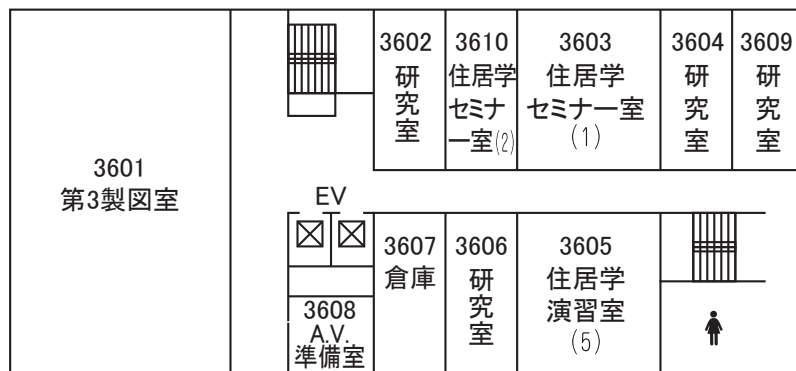 3601
第3製図室
3602
研
究
室
3610
住居学
セミナ
ー室(2)
3603
住居学
セミナー室
(1)
3604
研
究
室
3609
研
究
室
EV
3608
A.V.
準備室
3607
倉庫
3606
研
究
室
3605
住居学
演習室
(5)